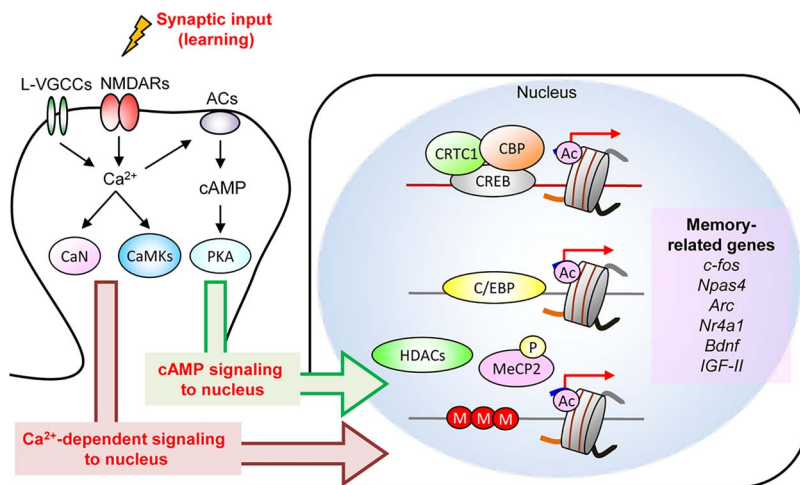 Synaptic input
(learning)
L-VGCCs
NMDARs
ACs
Ca²⁺
cAMP
CaN
CaMKs
PKA
cAMP signaling
to nucleus
Ca²⁺-dependent signaling
to nucleus
Nucleus
CRTC1
CBP
CREB
Ac
C/EBP
Ac
HDACs
P
MeCP2
Ac
M M M
Memory-
related genes
c-fos
Npas4
Arc
Nr4a1
Bdnf
IGF-II